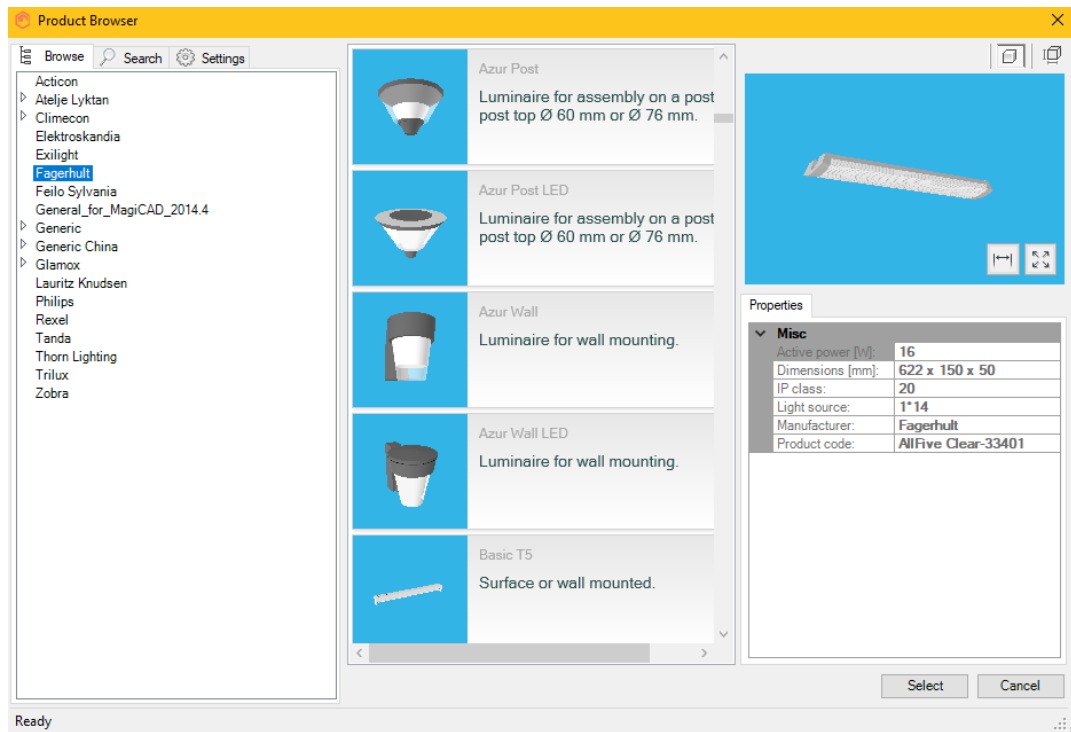 Product Browser
Browse
Search
Settings
Acticon
Atelje Lyktan
Climecon
Elektroskandia
Exilight
Fagerhult
Feilo Sylvania
General_for_MagiCAD_2014.4
Generic
Generic China
Glamox
Lauritz Knudsen
Philips
Rexel
Tanda
Thorn Lighting
Trilux
Zobra
Azur Post
Luminaire for assembly on a post
post top Ø 60 mm or Ø 76 mm.
Azur Post LED
Luminaire for assembly on a post
post top Ø 60 mm or Ø 76 mm.
Azur Wall
Luminaire for wall mounting.
Azur Wall LED
Luminaire for wall mounting.
Basic T5
Surface or wall mounted.
Properties
Misc
Active power [W]: 16
Dimensions [mm]: 622 x 150 x 50
IP class: 20
Light source: 1*14
Manufacturer: Fagerhult
Product code: AllFive Clear-33401
Select
Cancel
Ready